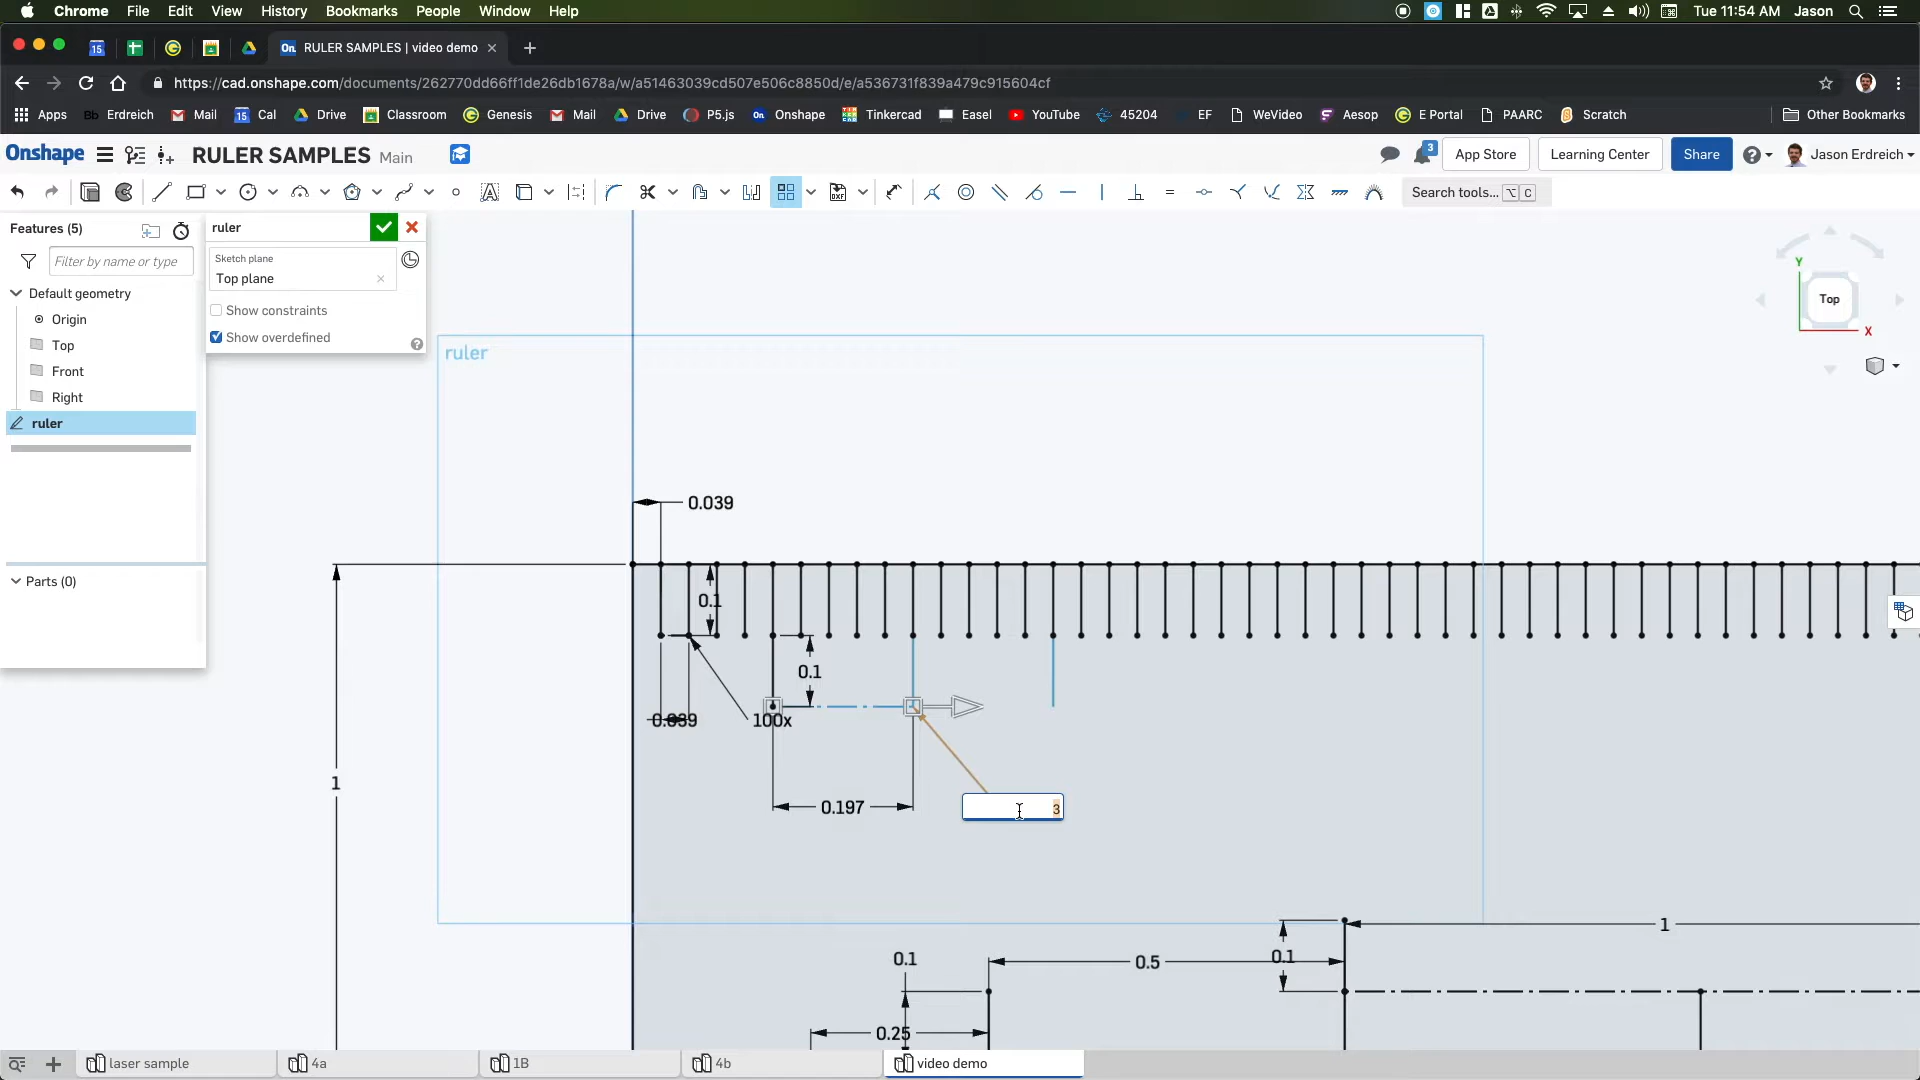 Chrome File Edit View History Bookmarks People Window Help
Tue 11:54 AM Jason
15 On. RULER SAMPLES | video demo
https://cad.onshape.com/documents/262770dd66ff1de26db1678a/w/a51463039cd507e506c8850d/e/a536731f839a479c915604cf
Apps Bb Erdreich Mail 15 Cal Drive Classroom Genesis Mail Drive P5.js On. Onshape Tinkercad Easel YouTube 45204 EF WeVideo Aesop E Portal PAARC Scratch Other Bookmarks
Onshape RULER SAMPLES Main 3 App Store Learning Center Share Jason Erdreich
Search tools... ⌥ C
Features (5)
Filter by name or type
Default geometry
Origin
Top
Front
Right
ruler
Parts (0)
ruler
Sketch plane
Top plane
Show constraints
Show overdefined
ruler
Top
Y
X
0.039
0.1
0.1
0.039
100x
1
0.197
3
1
0.1
0.5
0.1
0.25
laser sample 4a 1B 4b video demo